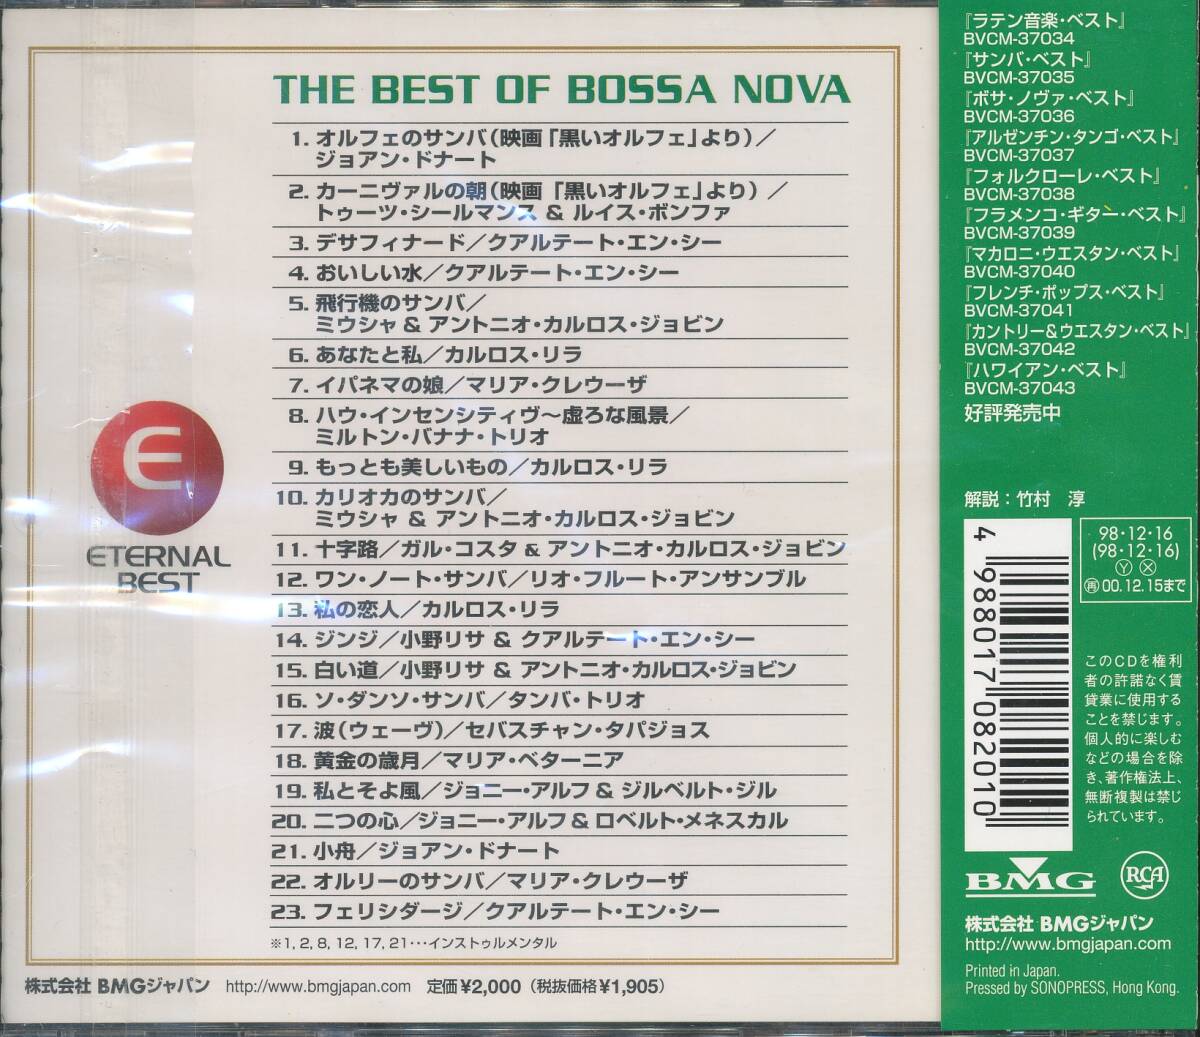 THE BEST OF BOSSA NOVA
1. オルフェのサンバ（映画「黒いオルフェ」より）／
ジョアン・ドナート
2. カーニヴァルの朝（映画「黒いオルフェ」より）／
トゥーツ・シールマンス & ルイス・ボンファ
3. デサフィナード／クアルテート・エン・シー
4. おいしい水／クアルテート・エン・シー
5. 飛行機のサンバ／
ミウシャ & アントニオ・カルロス・ジョビン
6. あなたと私／カルロス・リラ
7. イパネマの娘／マリア・クレウーザ
8. ハウ・インセンシティヴ～虚ろな風景／
ミルトン・バナナ・トリオ
9. もっとも美しいもの／カルロス・リラ
10. カリオカのサンバ／
ミウシャ & アントニオ・カルロス・ジョビン
11. 十字路／ガル・コスタ & アントニオ・カルロス・ジョビン
12. ワン・ノート・サンバ／リオ・フルート・アンサンブル
13. 私の恋人／カルロス・リラ
14. ジンジ／小野リサ & クアルテート・エン・シー
15. 白い道／小野リサ & アントニオ・カルロス・ジョビン
16. ソ・ダンソ・サンバ／タンバ・トリオ
17. 波（ウェーヴ）／セバスチャン・タパジョス
18. 黄金の歳月／マリア・ベターニア
19. 私とそよ風／ジョニー・アルフ & ジルベルト・ジル
20. 二つの心／ジョニー・アルフ & ロベルト・メネスカル
21. 小舟／ジョアン・ドナート
22. オルリーのサンバ／マリア・クレウーザ
23. フェリシダージ／クアルテート・エン・シー
※1, 2, 8, 12, 17, 21・・・インストゥルメンタル
E
ETERNAL
BEST
株式会社 BMGジャパン http://www.bmgjapan.com 定価¥2,000（税抜価格¥1,905）
『ラテン音楽・ベスト』
BVCM-37034
『サンバ・ベスト』
BVCM-37035
『ボサ・ノヴァ・ベスト』
BVCM-37036
『アルゼンチン・タンゴ・ベスト』
BVCM-37037
『フォルクローレ・ベスト』
BVCM-37038
『フラメンコ・ギター・ベスト』
BVCM-37039
『マカロニ・ウエスタン・ベスト』
BVCM-37040
『フレンチ・ポップス・ベスト』
BVCM-37041
『カントリー&ウエスタン・ベスト』
BVCM-37042
『ハワイアン・ベスト』
BVCM-37043
好評発売中
解説：竹村 淳
4 988017 082010
98・12・16
(98・12・16)
Ⓨ Ⓧ
再00.12.15まで
このCDを権利
者の許諾なく賃
貸業に使用する
ことを禁じます。
個人的に楽しむ
などの場合を除
き、著作権法上、
無断複製は禁じ
られています。
BMG
RCA
株式会社 BMGジャパン
http://www.bmgjapan.com
Printed in Japan.
Pressed by SONOPRESS, Hong Kong.